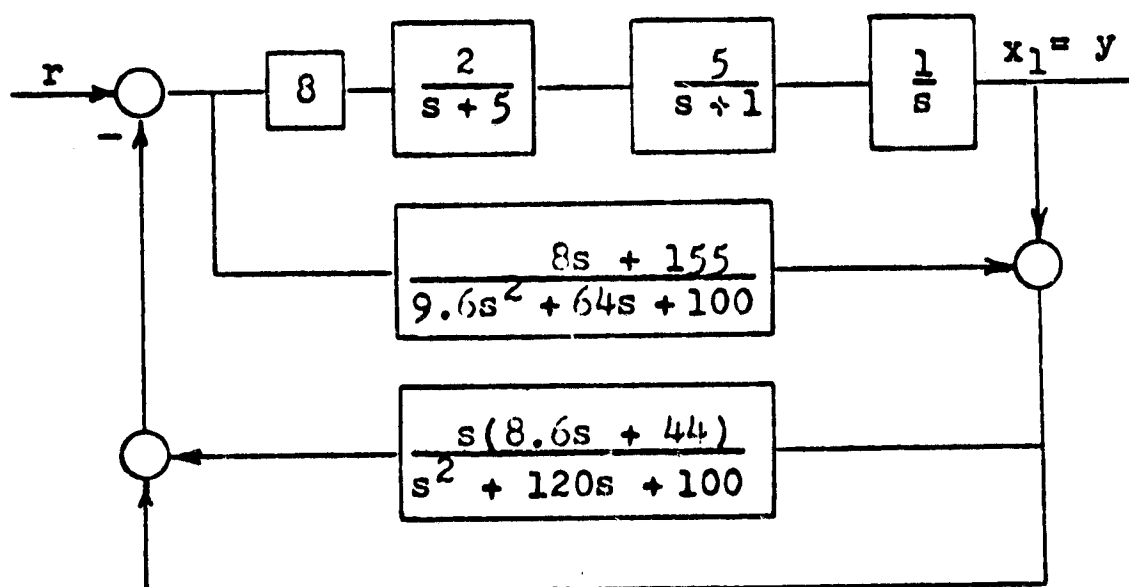 r
8
2
s + 5
5
s + 1
1
s
x₁ = y
−
8s + 155
9.6s² + 64s + 100
s(8.6s + 44)
s² + 120s + 100